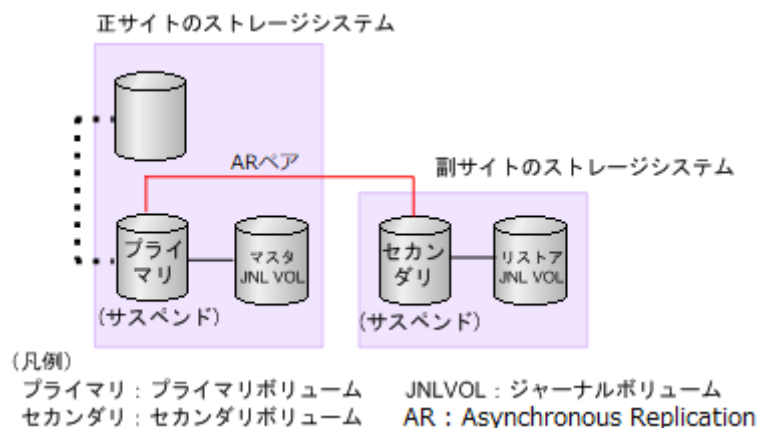 正サイトのストレージシステム
ARペア
副サイトのストレージシステム
プライ
マリ
マスタ
JNL VOL
セカン
ダリ
リストア
JNL VOL
(サスペンド)
(サスペンド)
(凡例)
プライマリ：プライマリボリューム JNLVOL：ジャーナルボリューム
セカンダリ：セカンダリボリューム AR：Asynchronous Replication